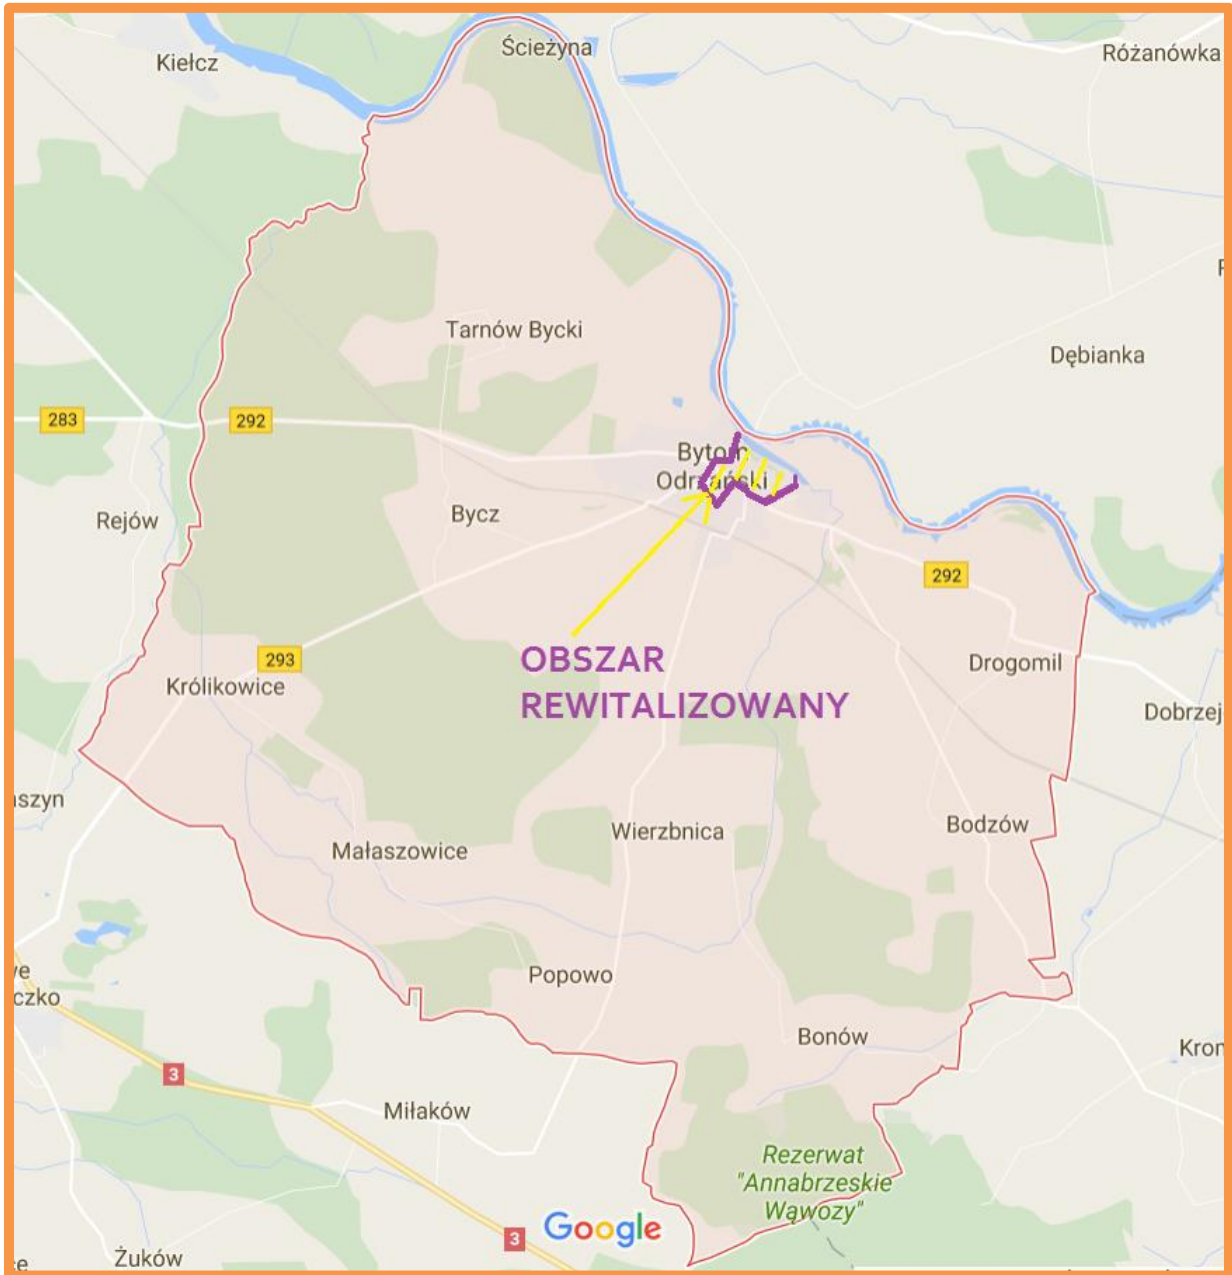 Ścieżyna
Kiełcz
Różanówka
Tarnów Bycki
Dębianka
283
292
Bytom
Odrzański
Rejów
Bycz
292
OBSZAR
REWITALIZOWANY
293
Królikowice
Drogomil
Dobrzej
aszyn
Wierzbnica
Bodzów
Małaszowice
Popowo
czko
Bonów
Kron
3
Miłaków
Rezerwat
"Annabrzeskie
Wąwozy"
Google
3
Żuków